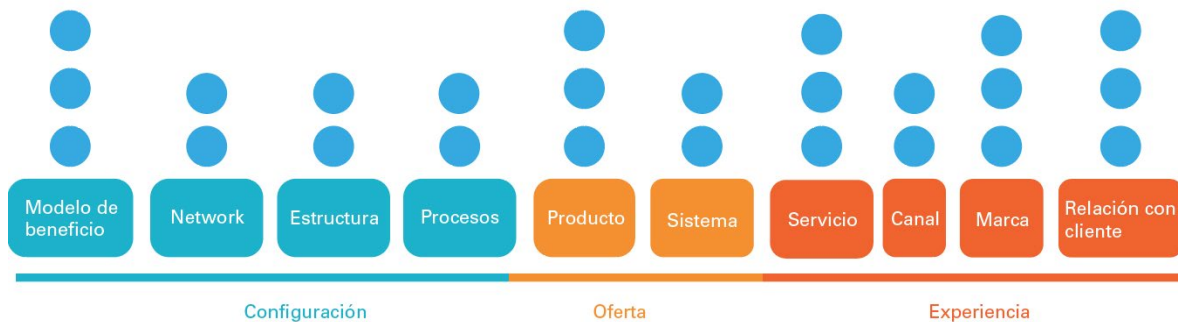 Modelo de
beneficio
Network
Estructura
Procesos
Producto
Sistema
Servicio
Canal
Marca
Relación con
cliente
Configuración
Oferta
Experiencia